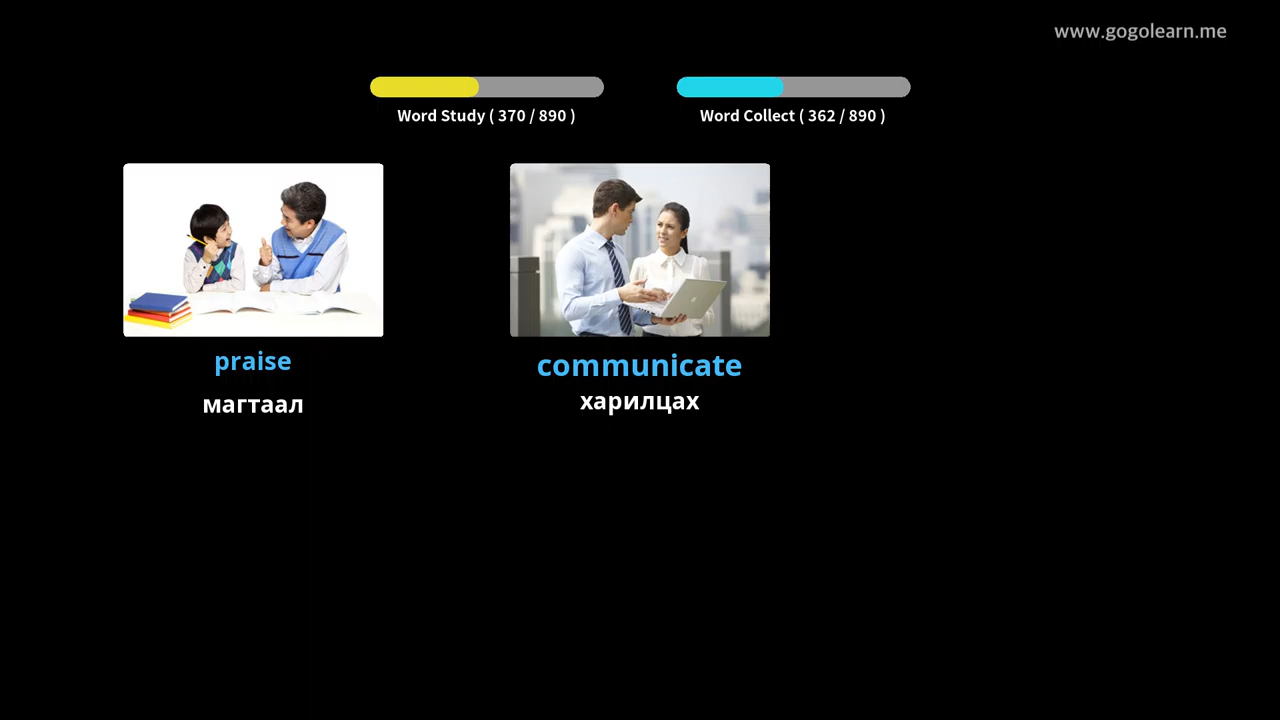 www.gogolearn.me
Word Study ( 370 / 890 )
Word Collect ( 362 / 890 )
praise
магтаал
communicate
харилцах